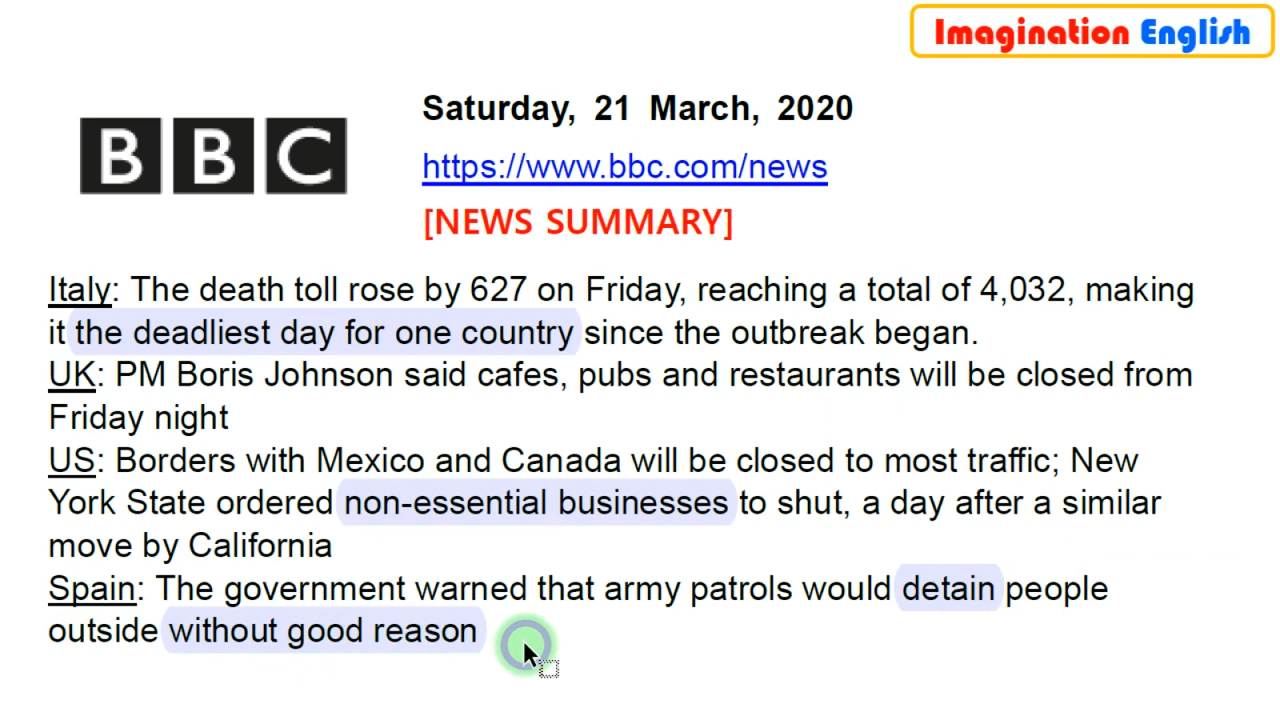 Imagination English
BBC
Saturday, 21 March, 2020
https://www.bbc.com/news
[NEWS SUMMARY]
Italy: The death toll rose by 627 on Friday, reaching a total of 4,032, making
it the deadliest day for one country since the outbreak began.
UK: PM Boris Johnson said cafes, pubs and restaurants will be closed from
Friday night
US: Borders with Mexico and Canada will be closed to most traffic; New
York State ordered non-essential businesses to shut, a day after a similar
move by California
Spain: The government warned that army patrols would detain people
outside without good reason